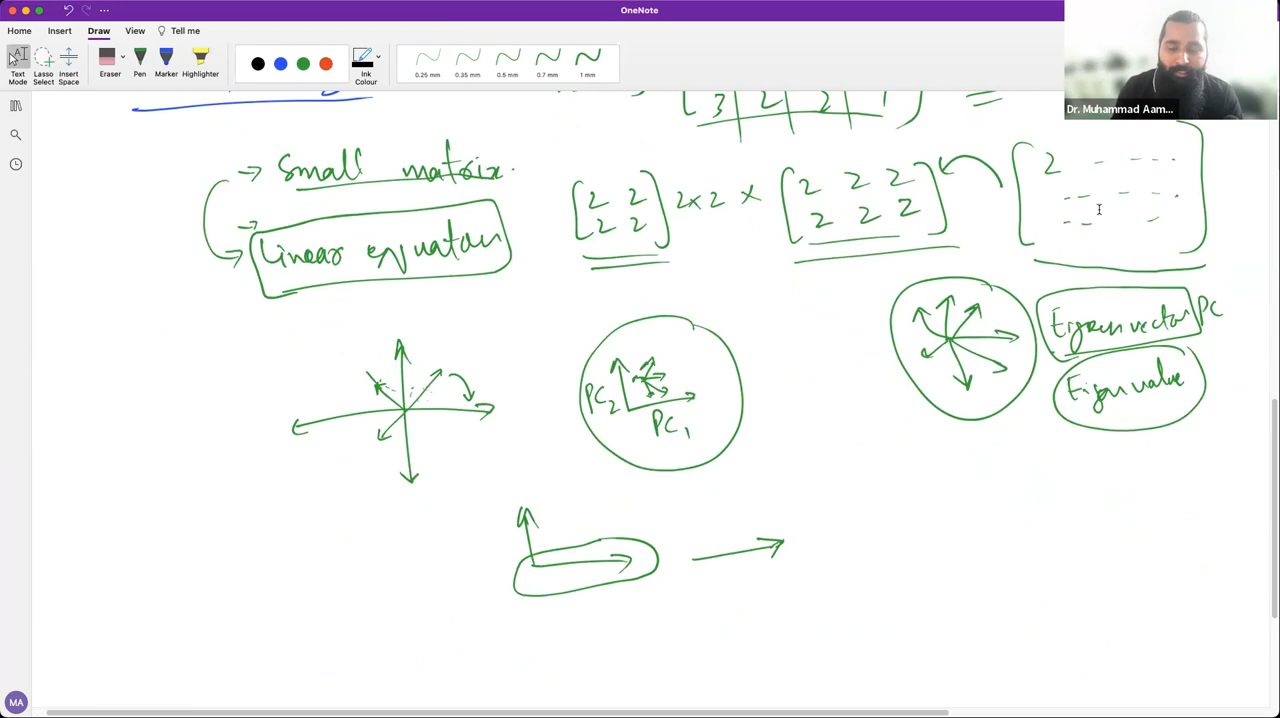 OneNote
Home Insert Draw View Tell me
Text Mode
Lasso Select
Insert Space
Eraser
Pen
Marker
Highlighter
Ink Colour
0.25 mm 0.35 mm 0.5 mm 0.7 mm 1 mm
Dr. Muhammad Aam...
3 2 2 1
→ Small matrix.
→ Linear equation
2 2
2 2
2x2 x
2 2 2
2 2 2
2
Eigen vector PC
Eigen value
PC2
PC1
MA